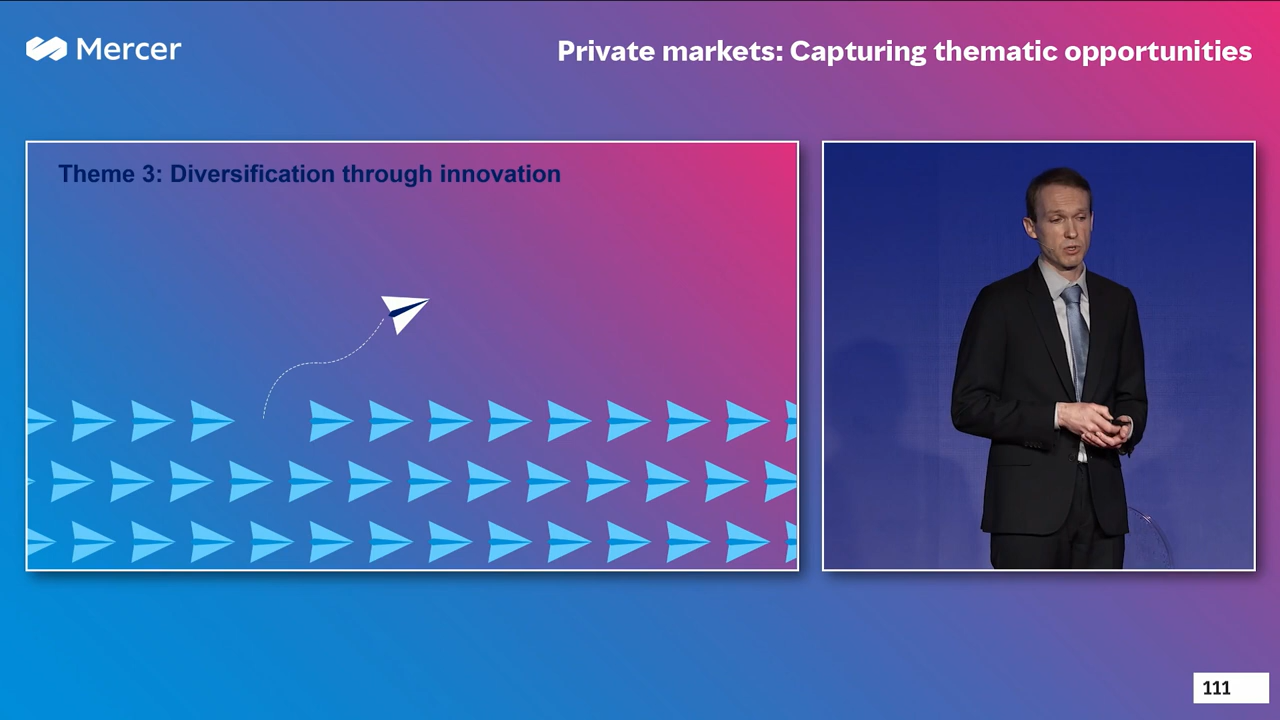 Mercer
Private markets: Capturing thematic opportunities
Theme 3: Diversification through innovation
111